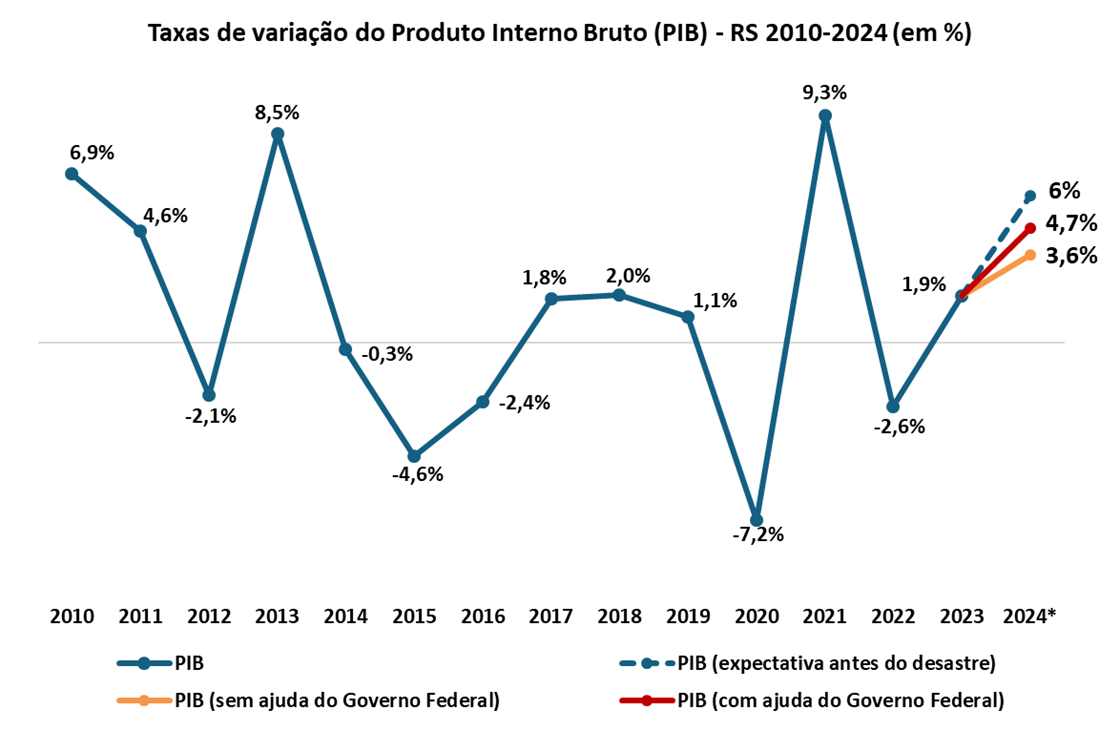 Taxas de variação do Produto Interno Bruto (PIB) - RS 2010-2024 (em %)
6,9%
4,6%
-2,1%
8,5%
-0,3%
-4,6%
-2,4%
1,8%
2,0%
1,1%
-7,2%
9,3%
-2,6%
1,9%
6%
4,7%
3,6%
2010 2011 2012 2013 2014 2015 2016 2017 2018 2019 2020 2021 2022 2023 2024*
PIB
PIB (expectativa antes do desastre)
PIB (sem ajuda do Governo Federal)
PIB (com ajuda do Governo Federal)